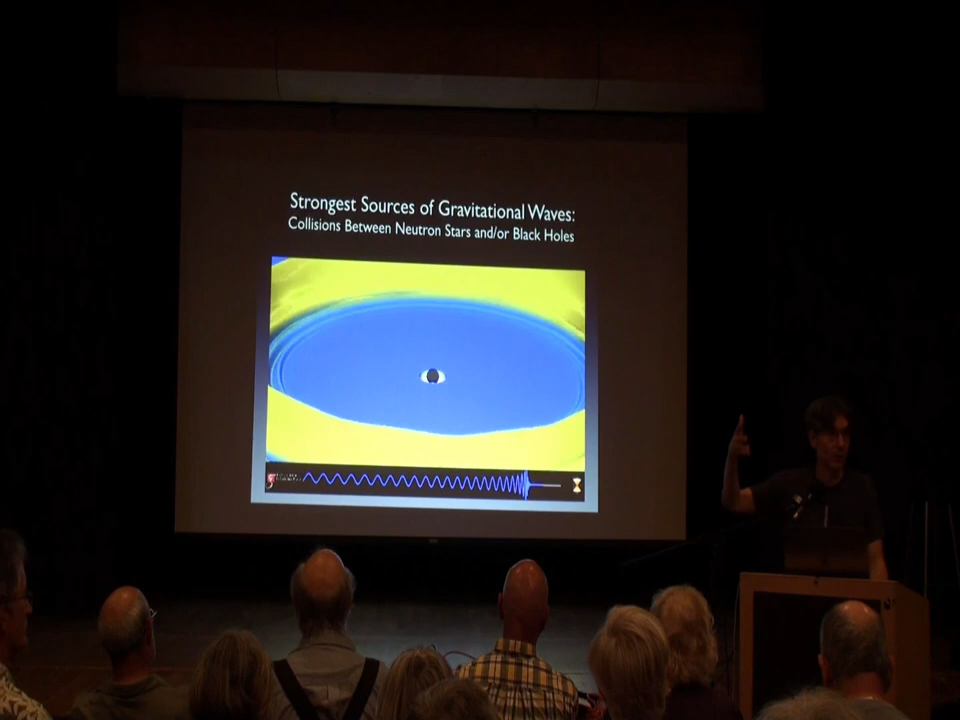 Strongest Sources of Gravitational Waves:
Collisions Between Neutron Stars and/or Black Holes